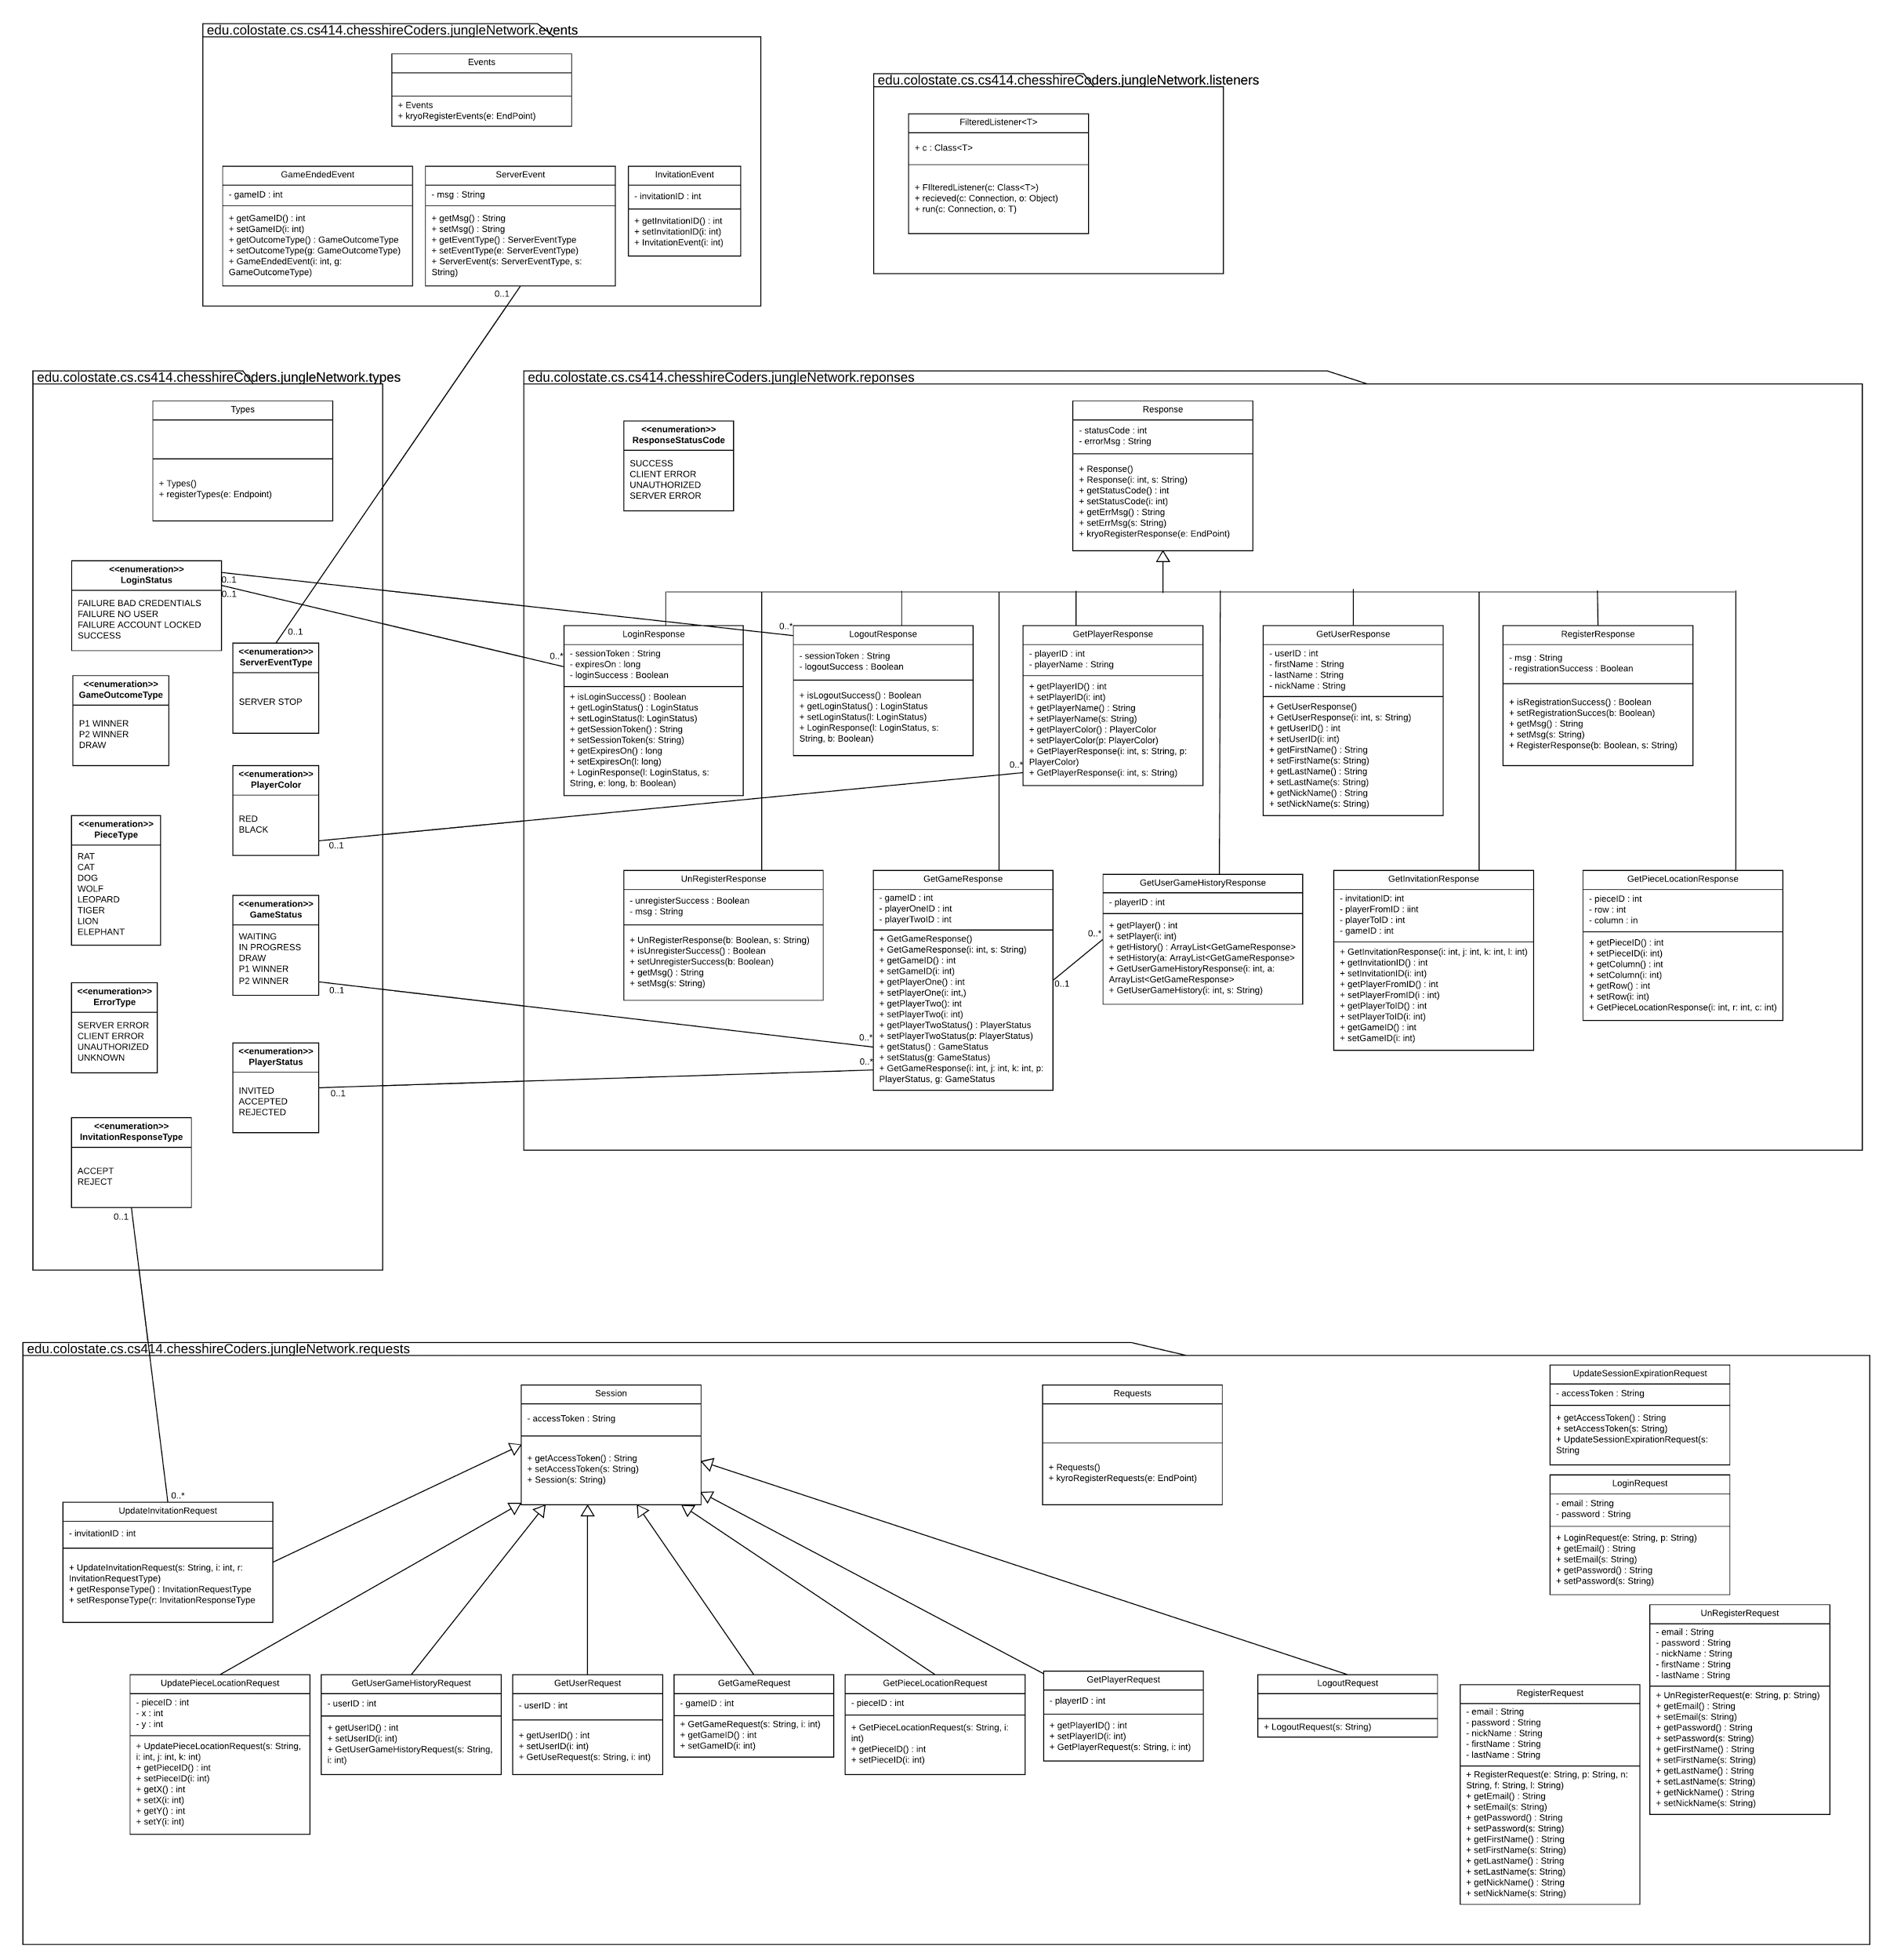 edu.colostate.cs.cs414.chesshireCoders.jungleNetwork.events
Events
+ Events
+ kryoRegisterEvents(e: EndPoint)
GameEndedEvent
- gameID : int
+ getGameID() : int
+ setGameID(i: int)
+ getOutcomeType() : GameOutcomeType
+ setOutcomeType(g: GameOutcomeType)
+ GameEndedEvent(i: int, g:
GameOutcomeType)
ServerEvent
- msg : String
+ getMsg() : String
+ setMsg() : String
+ getEventType() : ServerEventType
+ setEventType(e: ServerEventType)
+ ServerEvent(s: ServerEventType, s:
String)
0..1
InvitationEvent
- invitationID : int
+ getInvitationID() : int
+ setInvitationID(i: int)
+ InvitationEvent(i: int)
edu.colostate.cs.cs414.chesshireCoders.jungleNetwork.listeners
FilteredListener<T>
+ c : Class<T>
+ FIlteredListener(c: Class<T>)
+ recieved(c: Connection, o: Object)
+ run(c: Connection, o: T)
edu.colostate.cs.cs414.chesshireCoders.jungleNetwork.types
Types
+ Types()
+ registerTypes(e: Endpoint)
<<enumeration>>
LoginStatus
FAILURE BAD CREDENTIALS
FAILURE NO USER
FAILURE ACCOUNT LOCKED
SUCCESS
0..1
0..1
0..1
<<enumeration>>
ServerEventType
SERVER STOP
<<enumeration>>
GameOutcomeType
P1 WINNER
P2 WINNER
DRAW
<<enumeration>>
PlayerColor
RED
BLACK
0..1
<<enumeration>>
PieceType
RAT
CAT
DOG
WOLF
LEOPARD
TIGER
LION
ELEPHANT
<<enumeration>>
GameStatus
WAITING
IN PROGRESS
DRAW
P1 WINNER
P2 WINNER
0..1
<<enumeration>>
ErrorType
SERVER ERROR
CLIENT ERROR
UNAUTHORIZED
UNKNOWN
<<enumeration>>
PlayerStatus
INVITED
ACCEPTED
REJECTED
0..1
<<enumeration>>
InvitationResponseType
ACCEPT
REJECT
0..1
edu.colostate.cs.cs414.chesshireCoders.jungleNetwork.reponses
<<enumeration>>
ResponseStatusCode
SUCCESS
CLIENT ERROR
UNAUTHORIZED
SERVER ERROR
Response
- statusCode : int
- errorMsg : String
+ Response()
+ Response(i: int, s: String)
+ getStatusCode() : int
+ setStatusCode(i: int)
+ getErrMsg() : String
+ setErrMsg(s: String)
+ kryoRegisterResponse(e: EndPoint)
0..*
LoginResponse
- sessionToken : String
- expiresOn : long
- loginSuccess : Boolean
+ isLoginSuccess() : Boolean
+ getLoginStatus() : LoginStatus
+ setLoginStatus(l: LoginStatus)
+ getSessionToken() : String
+ setSessionToken(s: String)
+ getExpiresOn() : long
+ setExpiresOn(l: long)
+ LoginResponse(l: LoginStatus, s:
String, e: long, b: Boolean)
0..*
LogoutResponse
- sessionToken : String
- logoutSuccess : Boolean
+ isLogoutSuccess() : Boolean
+ getLoginStatus() : LoginStatus
+ setLoginStatus(l: LoginStatus)
+ LoginResponse(l: LoginStatus, s:
String, b: Boolean)
GetPlayerResponse
- playerID : int
- playerName : String
+ getPlayerID() : int
+ setPlayerID(i: int)
+ getPlayerName() : String
+ setPlayerName(s: String)
+ getPlayerColor() : PlayerColor
+ setPlayerColor(p: PlayerColor)
+ GetPlayerResponse(i: int, s: String, p:
PlayerColor)
+ GetPlayerResponse(i: int, s: String)
0..*
GetUserResponse
- userID : int
- firstName : String
- lastName : String
- nickName : String
+ GetUserResponse()
+ GetUserResponse(i: int, s: String)
+ getUserID() : int
+ setUserID(i: int)
+ getFirstName() : String
+ setFirstName(s: String)
+ getLastName() : String
+ setLastName(s: String)
+ getNickName() : String
+ setNickName(s: String)
RegisterResponse
- msg : String
- registrationSuccess : Boolean
+ isRegistrationSuccess() : Boolean
+ setRegistrationSucces(b: Boolean)
+ getMsg() : String
+ setMsg(s: String)
+ RegisterResponse(b: Boolean, s: String)
UnRegisterResponse
- unregisterSuccess : Boolean
- msg : String
+ UnRegisterResponse(b: Boolean, s: String)
+ isUnregisterSuccess() : Boolean
+ setUnregisterSuccess(b: Boolean)
+ getMsg() : String
+ setMsg(s: String)
GetGameResponse
- gameID : int
- playerOneID : int
- playerTwoID : int
+ GetGameResponse()
+ GetGameResponse(i: int, s: String)
+ getGameID() : int
+ setGameID(i: int)
+ getPlayerOne() : int
+ setPlayerOne(i: int,)
+ getPlayerTwo(): int
+ setPlayerTwo(i: int)
+ getPlayerTwoStatus() : PlayerStatus
+ setPlayerTwoStatus(p: PlayerStatus)
+ getStatus() : GameStatus
+ setStatus(g: GameStatus)
+ GetGameResponse(i: int, j: int, k: int, p:
PlayerStatus, g: GameStatus
0..*
0..*
0..1
0..*
GetUserGameHistoryResponse
- playerID : int
+ getPlayer() : int
+ setPlayer(i: int)
+ getHistory() : ArrayList<GetGameResponse>
+ setHistory(a: ArrayList<GetGameResponse>
+ GetUserGameHistoryResponse(i: int, a:
ArrayList<GetGameResponse>
+ GetUserGameHistory(i: int, s: String)
GetInvitationResponse
- invitationID: int
- playerFromID : iint
- playerToID : int
- gameID : int
+ GetInvitationResponse(i: int, j: int, k: int, l: int)
+ getInvitationID() : int
+ setInvitationID(i: int)
+ getPlayerFromID() : int
+ setPlayerFromID(i : int)
+ getPlayerToID() : int
+ setPlayerToID(i: int)
+ getGameID() : int
+ setGameID(i: int)
GetPieceLocationResponse
- pieceID : int
- row : int
- column : in
+ getPieceID() : int
+ setPieceID(i: int)
+ getColumn() : int
+ setColumn(i: int)
+ getRow() : int
+ setRow(i: int)
+ GetPieceLocationResponse(i: int, r: int, c: int)
edu.colostate.cs.cs414.chesshireCoders.jungleNetwork.requests
Session
- accessToken : String
+ getAccessToken() : String
+ setAccessToken(s: String)
+ Session(s: String)
Requests
+ Requests()
+ kyroRegisterRequests(e: EndPoint)
UpdateSessionExpirationRequest
- accessToken : String
+ getAccessToken() : String
+ setAccessToken(s: String)
+ UpdateSessionExpirationRequest(s:
String
LoginRequest
- email : String
- password : String
+ LoginRequest(e: String, p: String)
+ getEmail() : String
+ setEmail(s: String)
+ getPassword() : String
+ setPassword(s: String)
0..*
UpdateInvitationRequest
- invitationID : int
+ UpdateInvitationRequest(s: String, i: int, r:
InvitationRequestType)
+ getResponseType() : InvitationRequestType
+ setResponseType(r: InvitationResponseType
UpdatePieceLocationRequest
- pieceID : int
- x : int
- y : int
+ UpdatePieceLocationRequest(s: String,
i: int, j: int, k: int)
+ getPieceID() : int
+ setPieceID(i: int)
+ getX() : int
+ setX(i: int)
+ getY() : int
+ setY(i: int)
GetUserGameHistoryRequest
- userID : int
+ getUserID() : int
+ setUserID(i: int)
+ GetUserGameHistoryRequest(s: String,
i: int)
GetUserRequest
- userID : int
+ getUserID() : int
+ setUserID(i: int)
+ GetUseRequest(s: String, i: int)
GetGameRequest
- gameID : int
+ GetGameRequest(s: String, i: int)
+ getGameID() : int
+ setGameID(i: int)
GetPieceLocationRequest
- pieceID : int
+ GetPieceLocationRequest(s: String, i:
int)
+ getPieceID() : int
+ setPieceID(i: int)
GetPlayerRequest
- playerID : int
+ getPlayerID() : int
+ setPlayerID(i: int)
+ GetPlayerRequest(s: String, i: int)
LogoutRequest
+ LogoutRequest(s: String)
RegisterRequest
- email : String
- password : String
- nickName : String
- firstName : String
- lastName : String
+ RegisterRequest(e: String, p: String, n:
String, f: String, l: String)
+ getEmail() : String
+ setEmail(s: String)
+ getPassword() : String
+ setPassword(s: String)
+ getFirstName() : String
+ setFirstName(s: String)
+ getLastName() : String
+ setLastName(s: String)
+ getNickName() : String
+ setNickName(s: String)
UnRegisterRequest
- email : String
- password : String
- nickName : String
- firstName : String
- lastName : String
+ UnRegisterRequest(e: String, p: String)
+ getEmail() : String
+ setEmail(s: String)
+ getPassword() : String
+ setPassword(s: String)
+ getFirstName() : String
+ setFirstName(s: String)
+ getLastName() : String
+ setLastName(s: String)
+ getNickName() : String
+ setNickName(s: String)